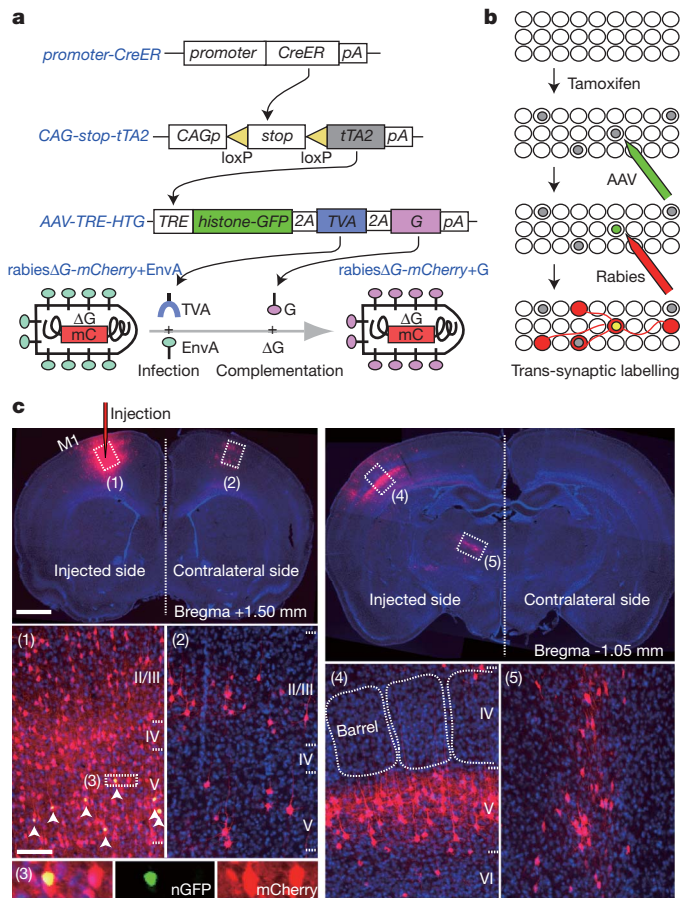 a
promoter-CreER
promoter CreER pA
CAG-stop-tTA2
CAGp stop tTA2 pA
loxP loxP
AAV-TRE-HTG
TRE histone-GFP 2A TVA 2A G pA
rabiesΔG-mCherry+EnvA
rabiesΔG-mCherry+G
ΔG
mC
TVA
+
EnvA
Infection
G
+
ΔG
Complementation
ΔG
mC
b
Tamoxifen
AAV
Rabies
Trans-synaptic labelling
c
Injection
M1
(1)
(2)
Injected side
Contralateral side
Bregma +1.50 mm
(4)
(5)
Injected side
Contralateral side
Bregma -1.05 mm
(1)
II/III
IV
(3)
V
(2)
II/III
IV
V
(3)
nGFP
mCherry
(4)
Barrel
IV
V
VI
(5)